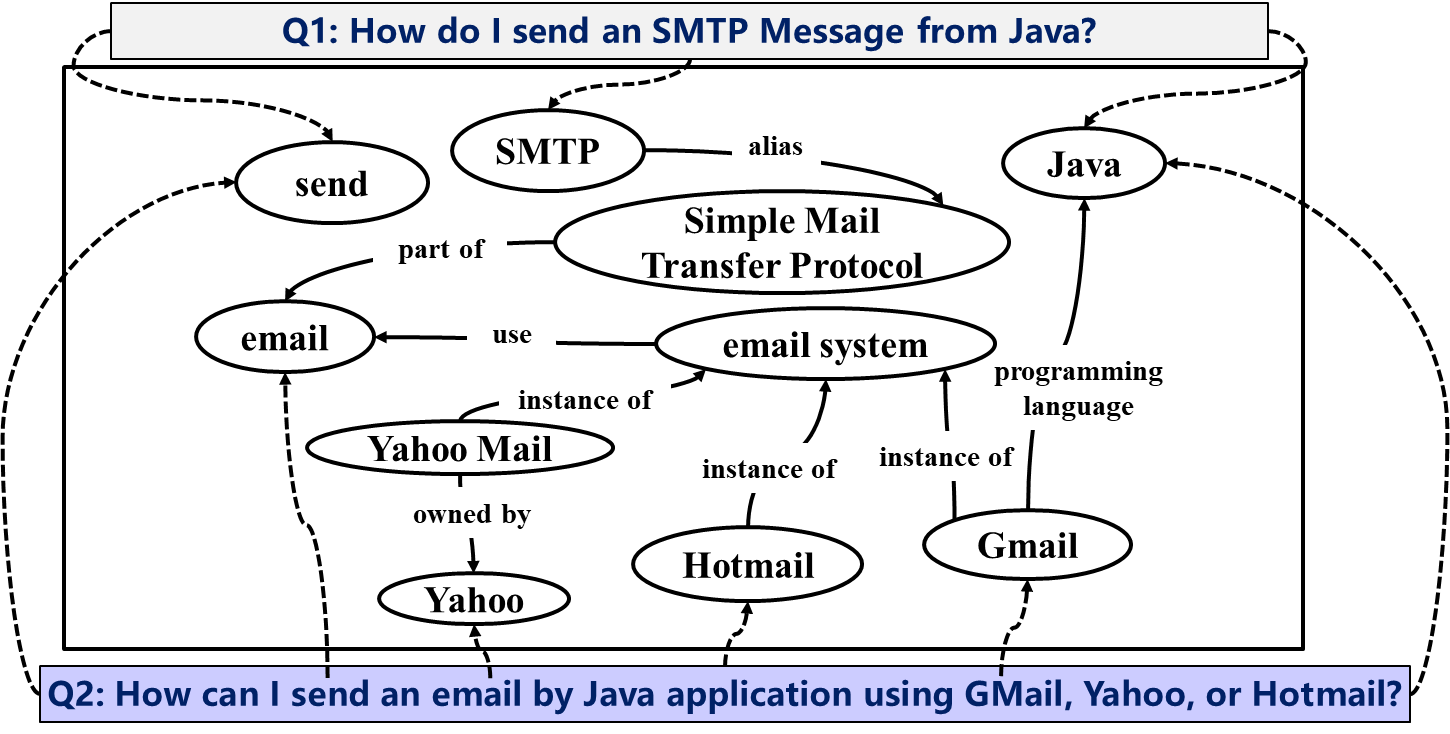 Q1: How do I send an SMTP Message from Java?
SMTP
alias
Java
send
Simple Mail
Transfer Protocol
part of
email
use
email system
programming
language
instance of
Yahoo Mail
instance of
instance of
owned by
Gmail
Hotmail
Yahoo
Q2: How can I send an email by Java application using GMail, Yahoo, or Hotmail?